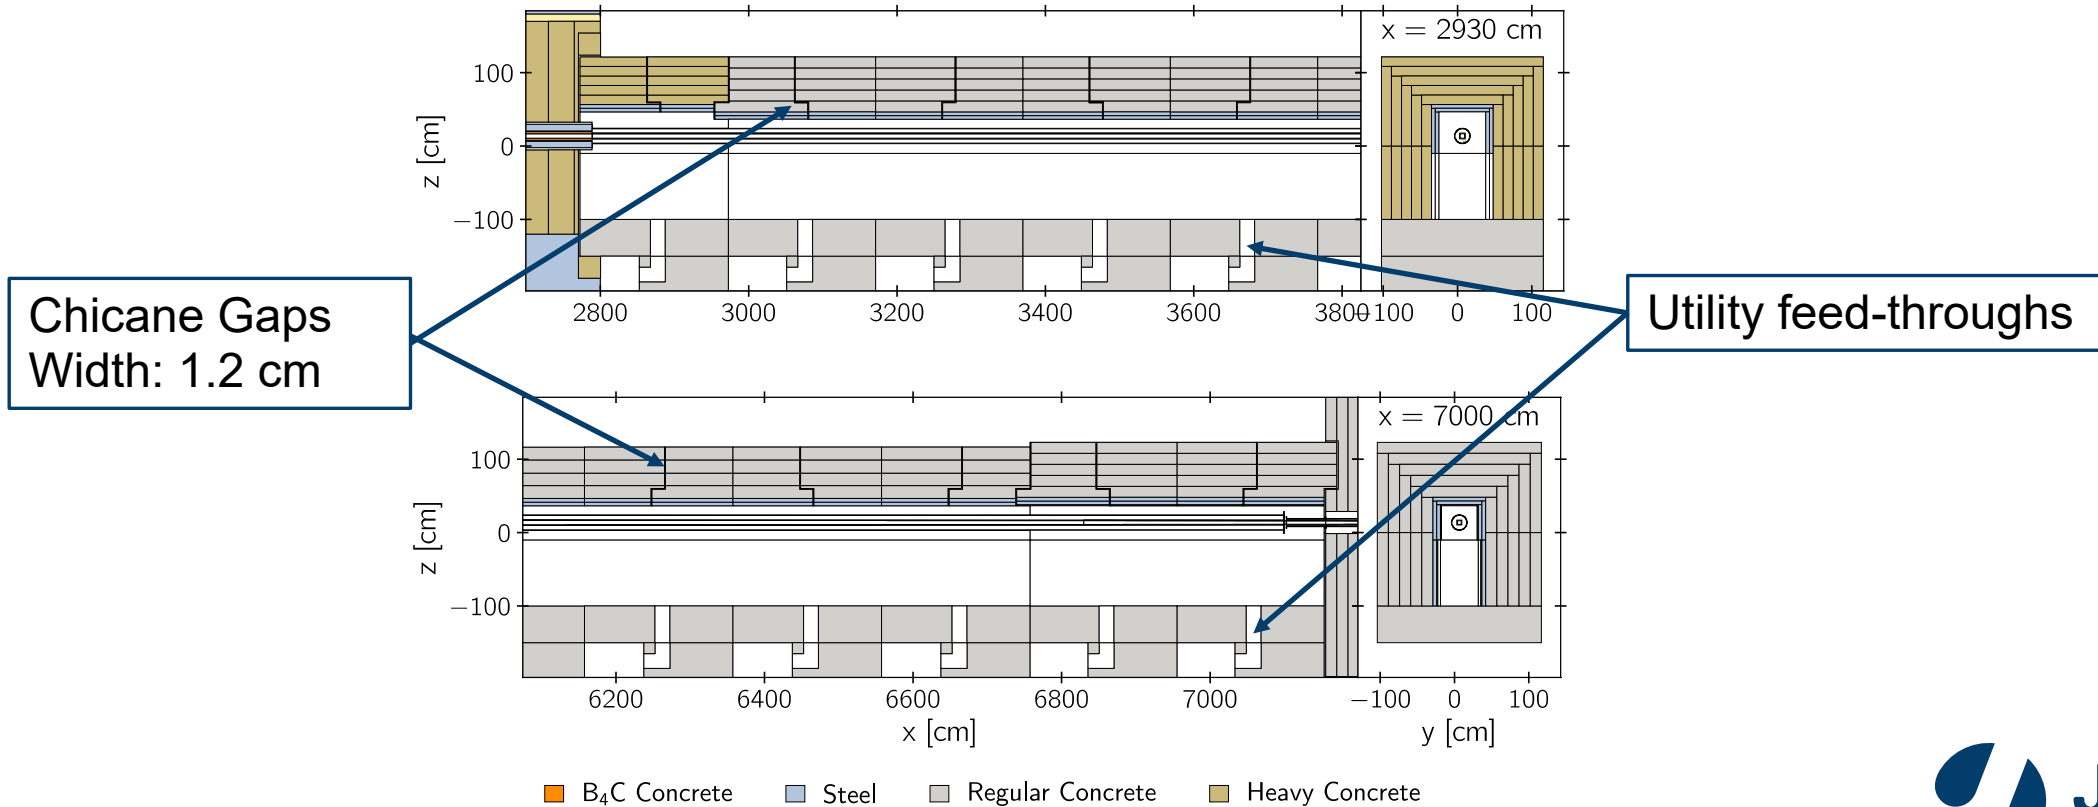 x = 2930 cm
100
0
−100
z [cm]
2800
3000
3200
3400
3600
3800
−100
0
100
Chicane Gaps
Width: 1.2 cm
Utility feed-throughs
x = 7000 cm
100
0
−100
z [cm]
6200
6400
6600
6800
7000
−100
0
100
x [cm]
y [cm]
B₄C Concrete
Steel
Regular Concrete
Heavy Concrete